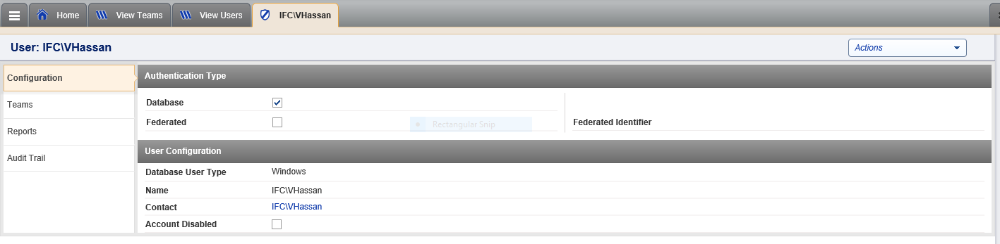 Home
View Teams
View Users
IFC\VHassan
User: IFC\VHassan
Actions
Configuration
Teams
Reports
Audit Trail
Authentication Type
Database
Federated
Rectangular Snip
Federated Identifier
User Configuration
Database User Type Windows
Name IFC\VHassan
Contact IFC\VHassan
Account Disabled